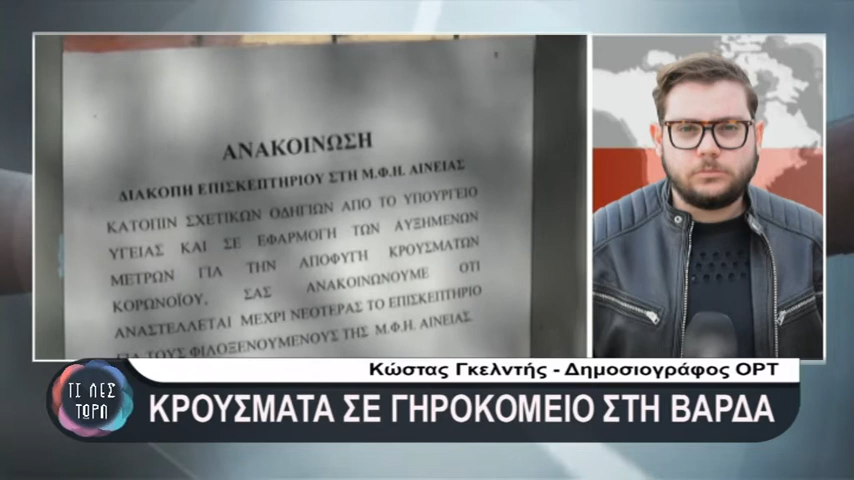 ΑΝΑΚΟΙΝΩΣΗ
ΔΙΑΚΟΠΗ ΕΠΙΣΚΕΠΤΗΡΙΟΥ ΣΤΗ Μ.Φ.Η. ΑΙΝΕΙΑΣ
ΚΑΤΟΠΙΝ ΣΧΕΤΙΚΩΝ ΟΔΗΓΙΩΝ ΑΠΟ ΤΟ ΥΠΟΥΡΓΕΙΟ
ΥΓΕΙΑΣ ΚΑΙ ΣΕ ΕΦΑΡΜΟΓΗ ΤΩΝ ΑΥΞΗΜΕΝΩΝ
ΜΕΤΡΩΝ ΓΙΑ ΤΗΝ ΑΠΟΦΥΓΗ ΚΡΟΥΣΜΑΤΩΝ
ΚΟΡΩΝΟΪΟΥ, ΣΑΣ ΑΝΑΚΟΙΝΩΝΟΥΜΕ ΟΤΙ
ΑΝΑΣΤΕΛΛΕΤΑΙ ΜΕΧΡΙ ΝΕΟΤΕΡΑΣ ΤΟ ΕΠΙΣΚΕΠΤΗΡΙΟ
ΓΙΑ ΤΟΥΣ ΦΙΛΟΞΕΝΟΥΜΕΝΟΥΣ ΤΗΣ Μ.Φ.Η. ΑΙΝΕΙΑΣ.
Κώστας Γκελντής - Δημοσιογράφος ΟΡΤ
ΤΙ ΛΕΣ
ΤΩΡΑ
ΚΡΟΥΣΜΑΤΑ ΣΕ ΓΗΡΟΚΟΜΕΙΟ ΣΤΗ ΒΑΡΔΑ